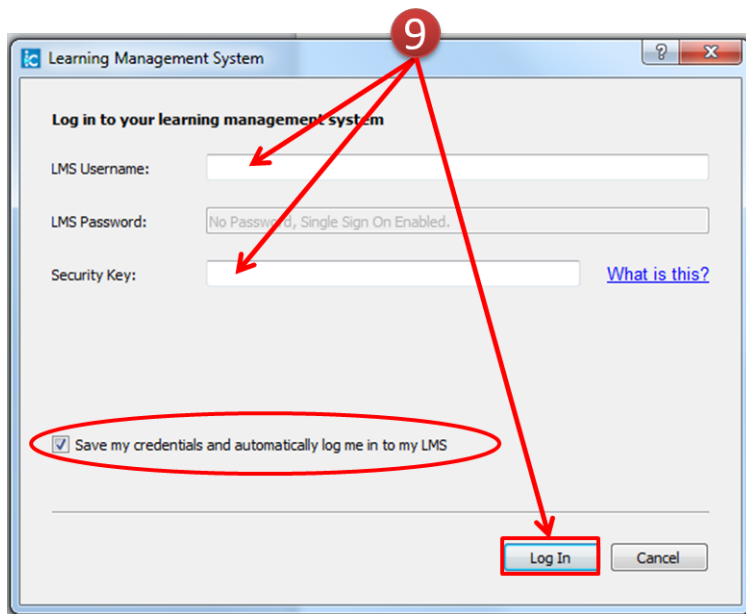 9
ic Learning Management System
Log in to your learning management system
LMS Username:
LMS Password: No Password, Single Sign On Enabled.
Security Key: What is this?
Save my credentials and automatically log me in to my LMS
Log In Cancel